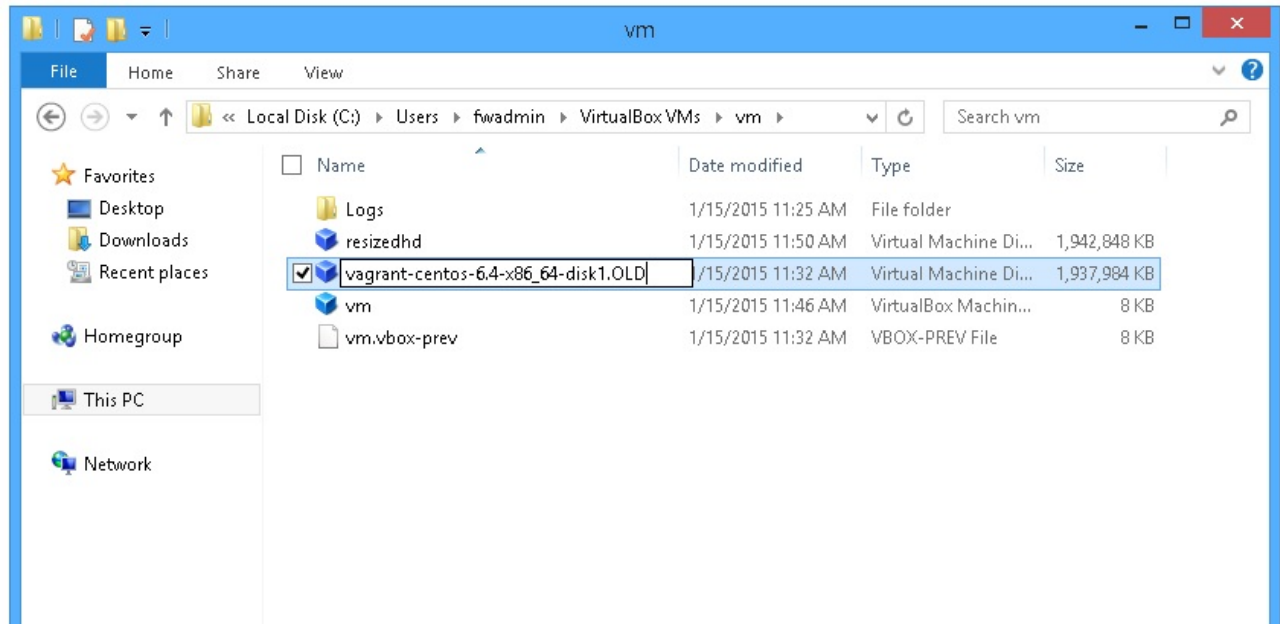 vm
File Home Share View
« Local Disk (C:) Users fwadmin VirtualBox VMs vm Search vm
Favorites
Desktop
Downloads
Recent places
Homegroup
This PC
Network
Name Date modified Type Size
Logs 1/15/2015 11:25 AM File folder
resizedhd 1/15/2015 11:50 AM Virtual Machine Di... 1,942,848 KB
vagrant-centos-6.4-x86_64-disk1.OLD 1/15/2015 11:32 AM Virtual Machine Di... 1,937,984 KB
vm 1/15/2015 11:46 AM VirtualBox Machin... 8 KB
vm.vbox-prev 1/15/2015 11:32 AM VBOX-PREV File 8 KB